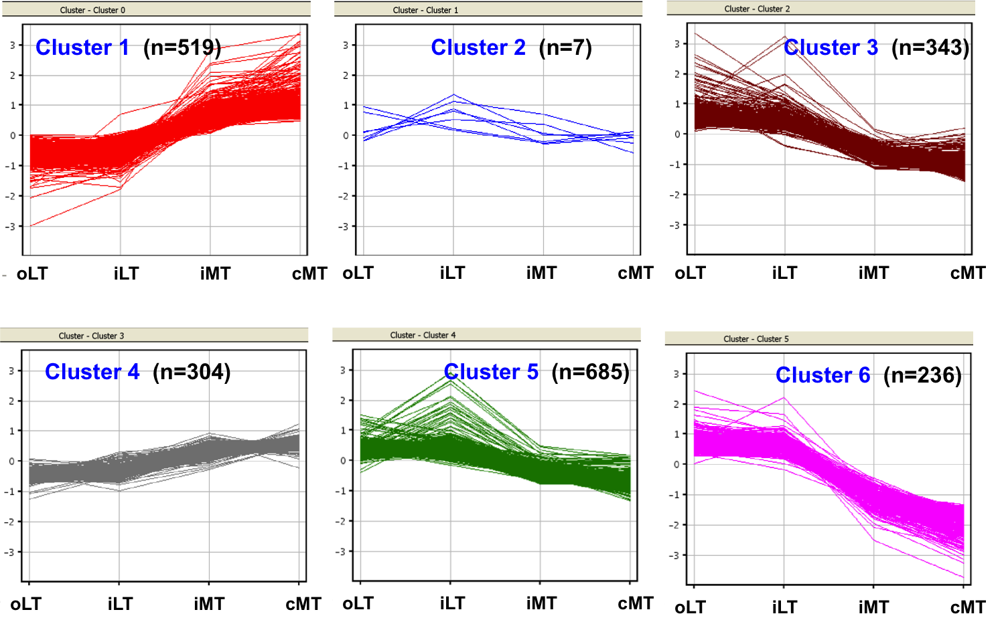 Cluster - Cluster 0
Cluster 1 (n=519)
3
2
1
0
-1
-2
-3
- oLT iLT iMT cMT
Cluster - Cluster 1
Cluster 2 (n=7)
3
2
1
0
-1
-2
-3
oLT iLT iMT cMT
Cluster - Cluster 2
Cluster 3 (n=343)
3
2
1
0
-1
-2
-3
oLT iLT iMT cMT
Cluster - Cluster 3
Cluster 4 (n=304)
3
2
1
0
-1
-2
-3
oLT iLT iMT cMT
Cluster - Cluster 4
Cluster 5 (n=685)
3
2
1
0
-1
-2
-3
oLT iLT iMT cMT
Cluster - Cluster 5
Cluster 6 (n=236)
3
2
1
0
-1
-2
-3
oLT iLT iMT cMT